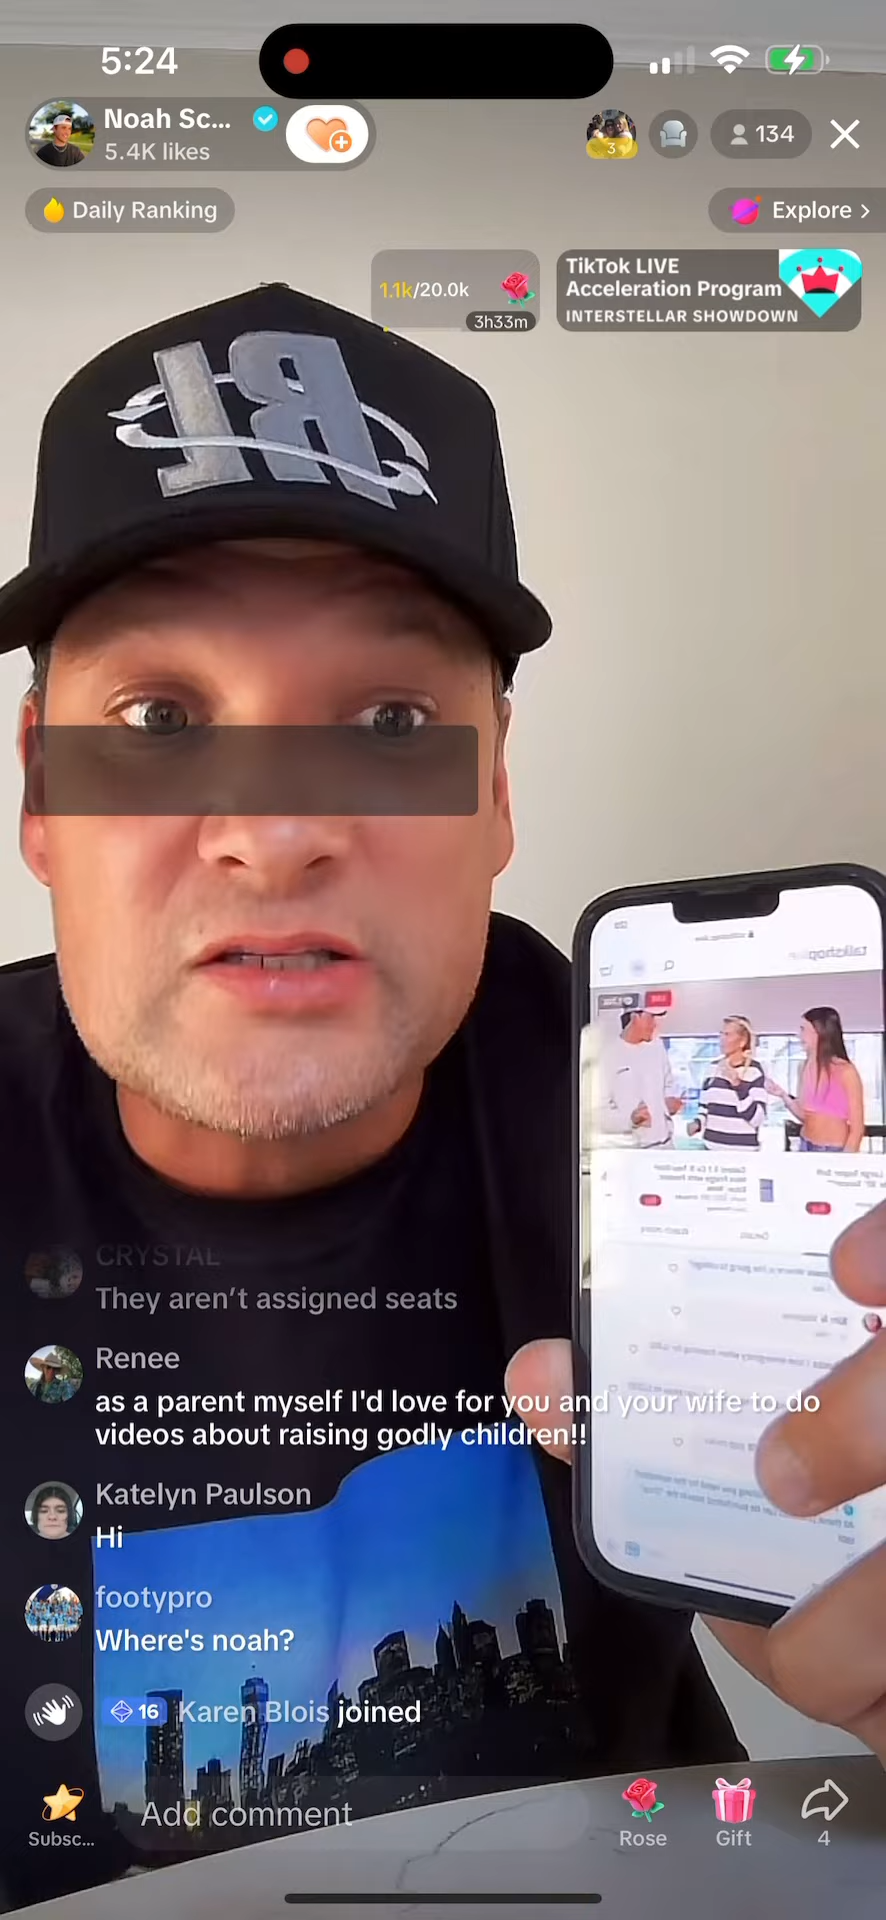 5:24
Noah Sc...
5.4K likes
134
3
Daily Ranking
Explore >
1.1k/20.0k
3h33m
TikTok LIVE
Acceleration Program
INTERSTELLAR SHOWDOWN
RL
talkshop
LIVE
CRYSTAL
They aren't assigned seats
Renee
as a parent myself I'd love for you and your wife to do
videos about raising godly children!!
Katelyn Paulson
Hi
footypro
Where's noah?
16 Karen Blois joined
Subsc...
Add comment
Rose
Gift
4